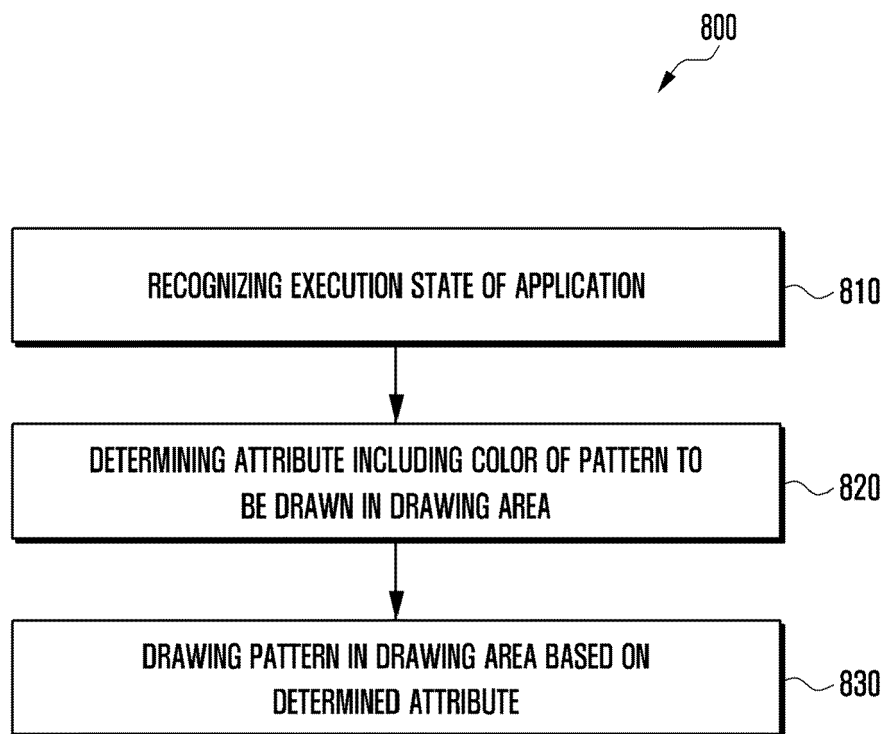 800
RECOGNIZING EXECUTION STATE OF APPLICATION
810
DETERMINING ATTRIBUTE INCLUDING COLOR OF PATTERN TO
BE DRAWN IN DRAWING AREA
820
DRAWING PATTERN IN DRAWING AREA BASED ON
DETERMINED ATTRIBUTE
830